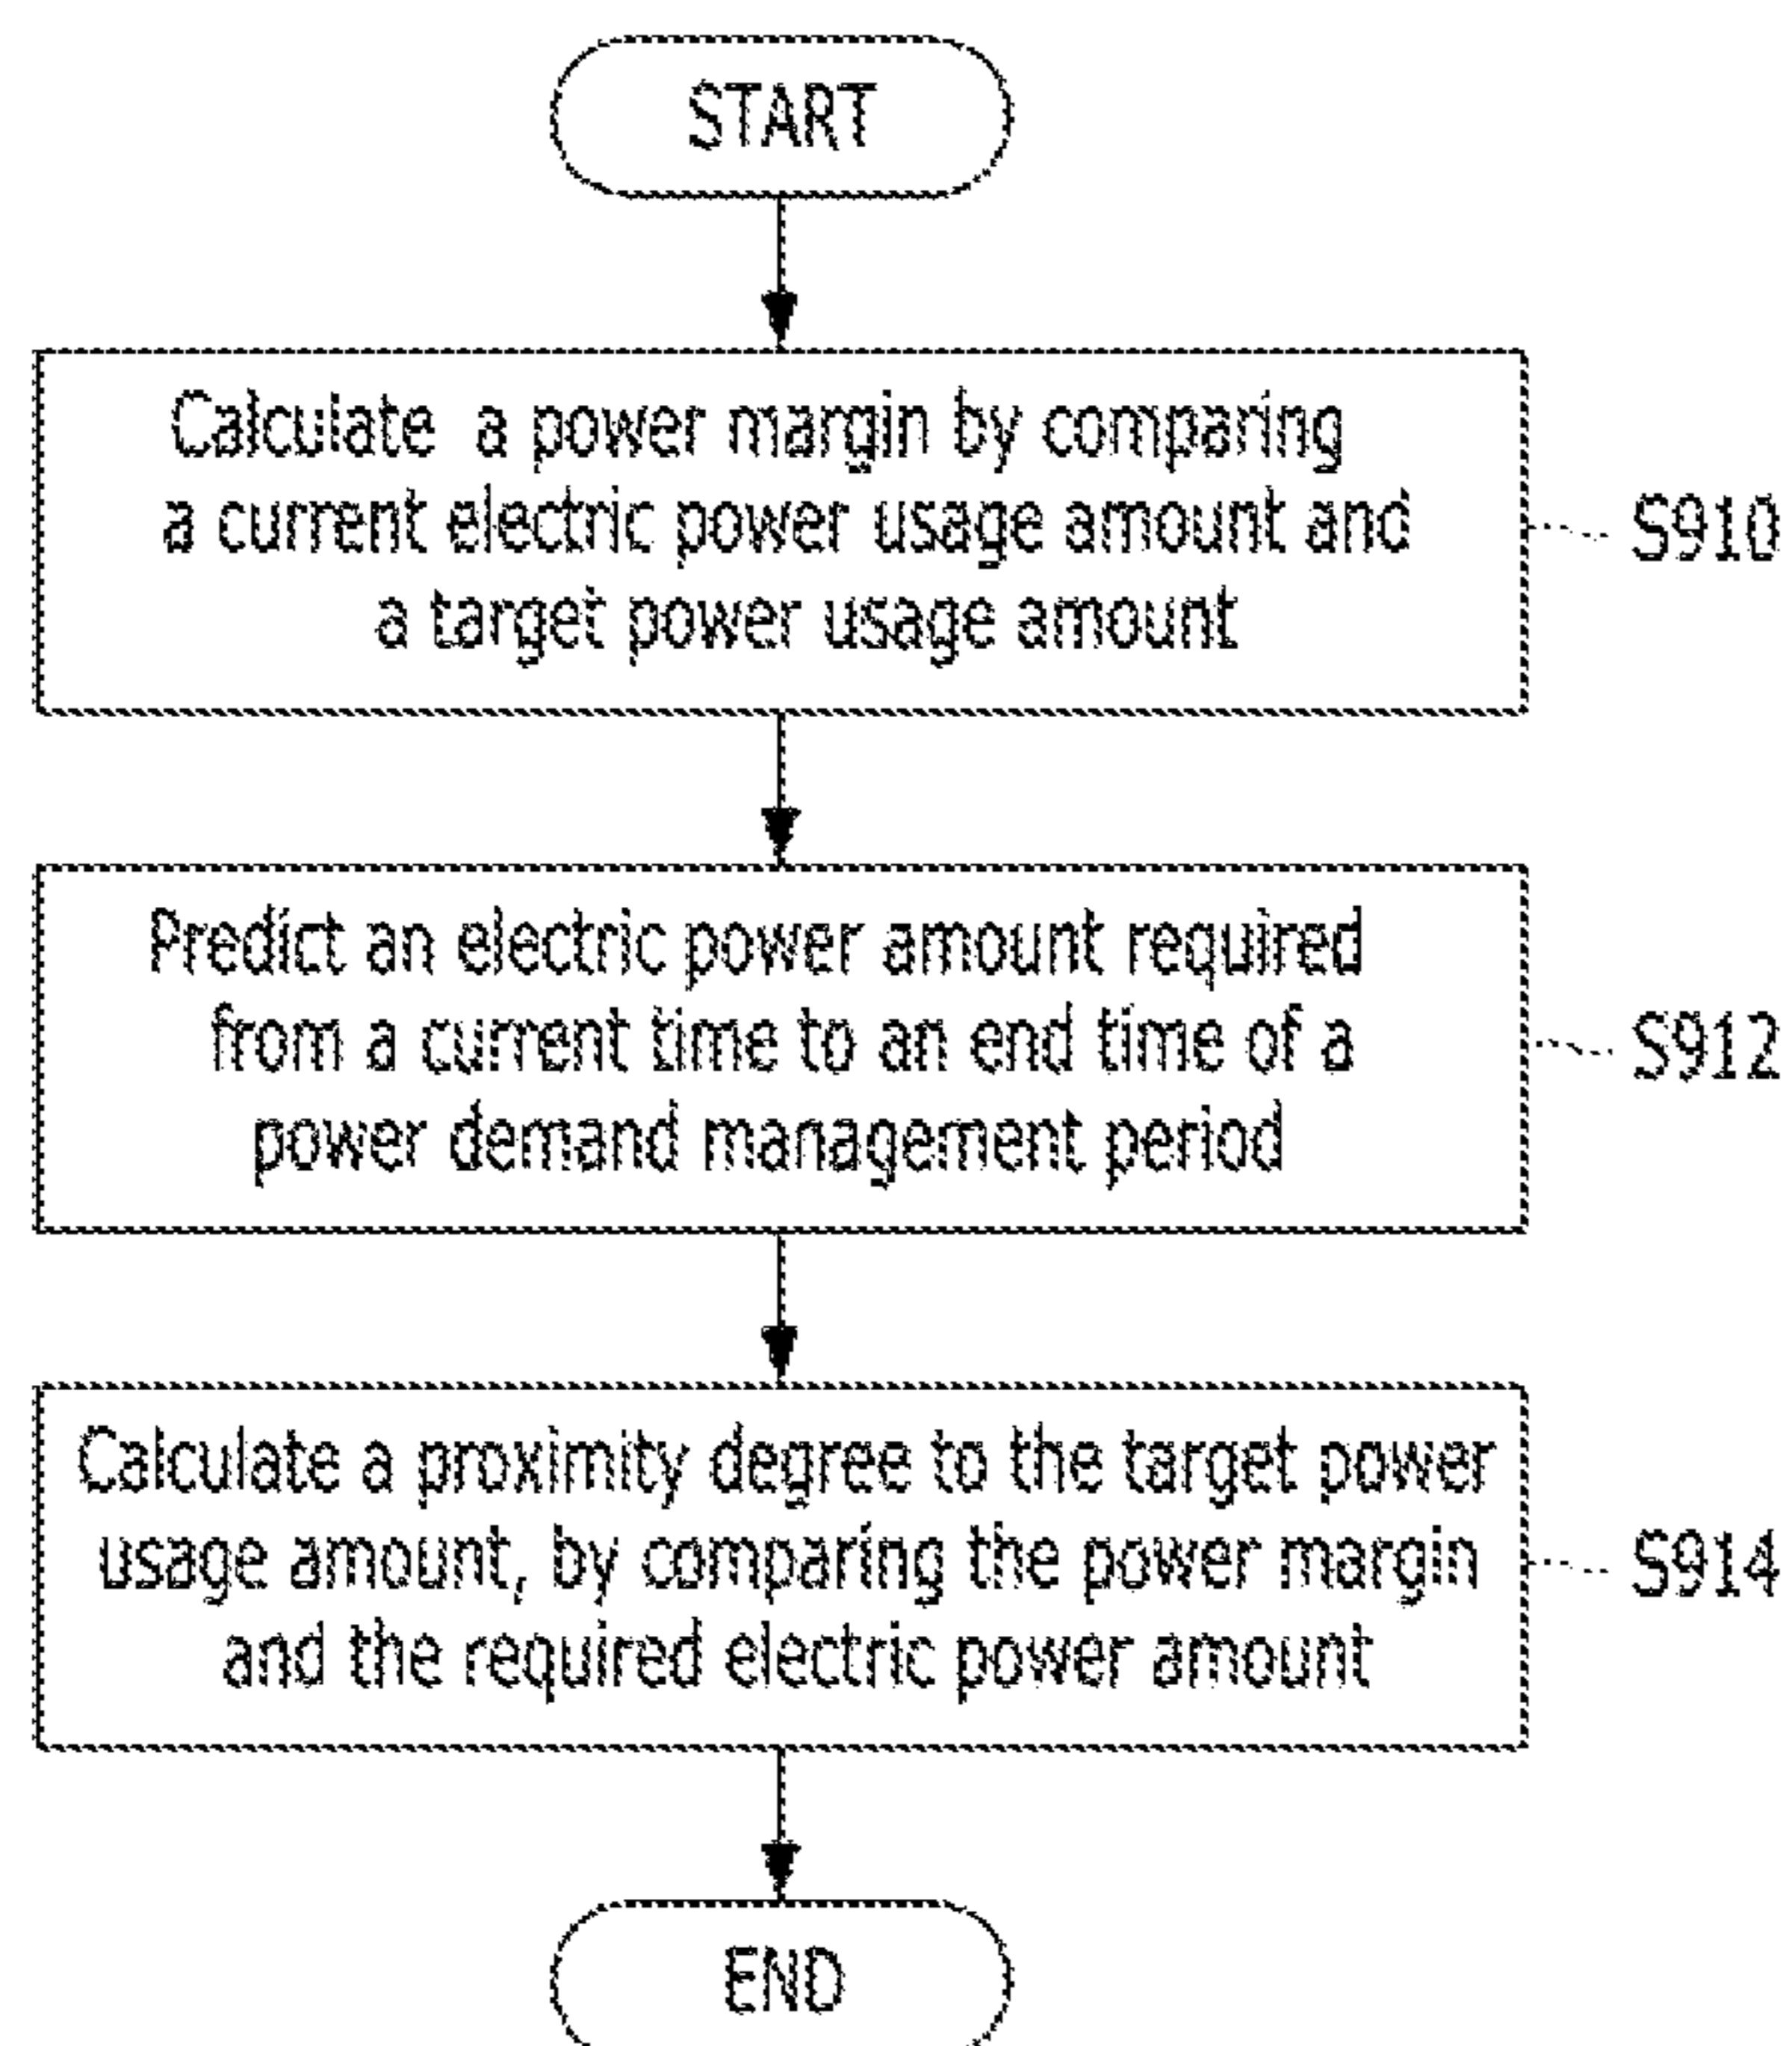 START
Calculate a power margin by comparing
a current electric power usage amount and
a target power usage amount
S910
Predict an electric power amount required
from a current time to an end time of a
power demand management period
S912
Calculate a proximity degree to the target power
usage amount, by comparing the power margin
and the required electric power amount
S914
END